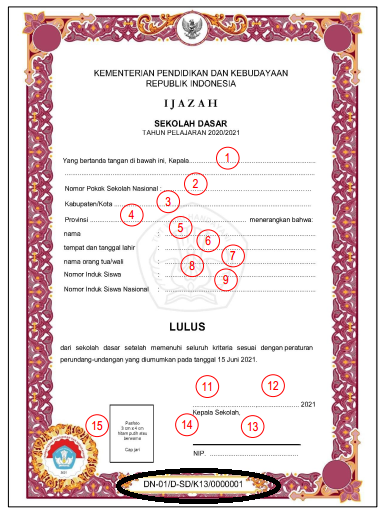 KEMENTERIAN PENDIDIKAN DAN KEBUDAYAAN
REPUBLIK INDONESIA
IJAZAH
SEKOLAH DASAR
TAHUN PELAJARAN 2020/2021
Yang bertanda tangan di bawah ini, Kepala.......... 1 ..........
..........
Nomor Pokok Sekolah Nasional : .......... 2 ..........
Kabupaten/Kota .......... 3 ..........
Provinsi .......... 4 .......... menerangkan bahwa:
nama : .......... 5 ..........
tempat dan tanggal lahir : .......... 6 ..........
nama orang tua/wali : .......... 7 ..........
Nomor Induk Siswa : .......... 8 ..........
Nomor Induk Siswa Nasional : .......... 9 ..........
LULUS
dari sekolah dasar setelah memenuhi seluruh kriteria sesuai dengan peraturan
perundang-undangan yang diumumkan pada tanggal 15 Juni 2021.
11 12
.......... 2021
Kepala Sekolah,
15 14 13
Pasfoto
3 cm x 4 cm
hitam putih atau
berwarna
Cap jari
NIP. ..........
DN-01/D-SD/K13/0000001